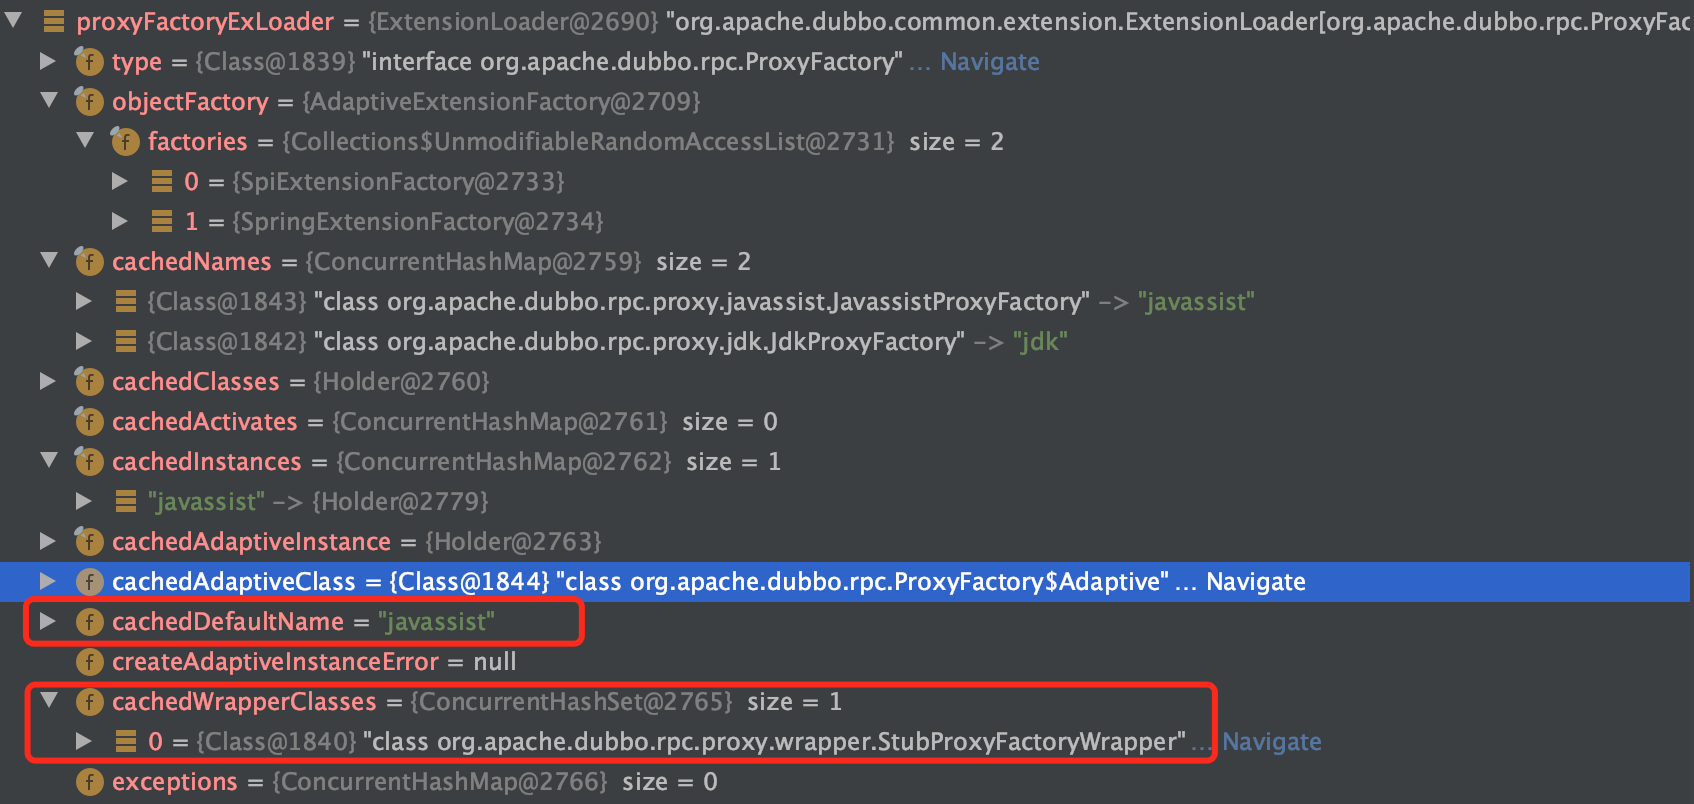 proxyFactoryExLoader = {ExtensionLoader@2690} "org.apache.dubbo.common.extension.ExtensionLoader[org.apache.dubbo.rpc.ProxyFac
f type = {Class@1839} "interface org.apache.dubbo.rpc.ProxyFactory" ... Navigate
f objectFactory = {AdaptiveExtensionFactory@2709}
f factories = {Collections$UnmodifiableRandomAccessList@2731} size = 2
0 = {SpiExtensionFactory@2733}
1 = {SpringExtensionFactory@2734}
f cachedNames = {ConcurrentHashMap@2759} size = 2
{Class@1843} "class org.apache.dubbo.rpc.proxy.javassist.JavassistProxyFactory" -> "javassist"
{Class@1842} "class org.apache.dubbo.rpc.proxy.jdk.JdkProxyFactory" -> "jdk"
f cachedClasses = {Holder@2760}
f cachedActivates = {ConcurrentHashMap@2761} size = 0
f cachedInstances = {ConcurrentHashMap@2762} size = 1
"javassist" -> {Holder@2779}
f cachedAdaptiveInstance = {Holder@2763}
f cachedAdaptiveClass = {Class@1844} "class org.apache.dubbo.rpc.ProxyFactory$Adaptive" ... Navigate
f cachedDefaultName = "javassist"
f createAdaptiveInstanceError = null
f cachedWrapperClasses = {ConcurrentHashSet@2765} size = 1
0 = {Class@1840} "class org.apache.dubbo.rpc.proxy.wrapper.StubProxyFactoryWrapper" ... Navigate
f exceptions = {ConcurrentHashMap@2766} size = 0